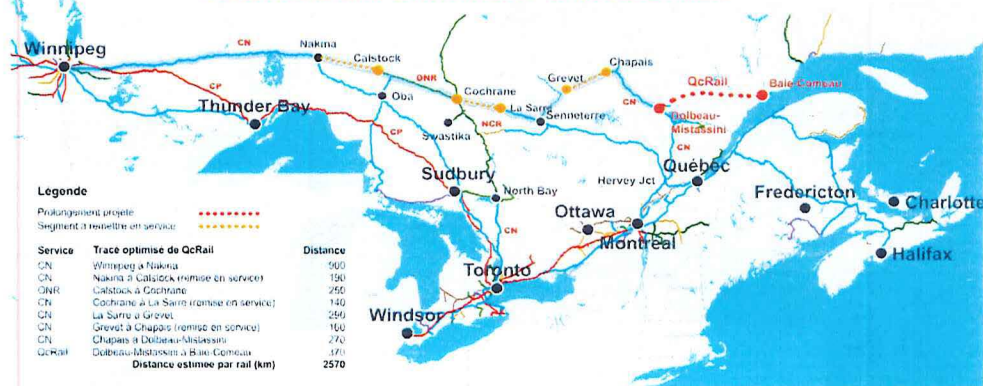 CN
Nakina
Winnipeg
Calstock
Chapais
Grevet
QcRail
Baie-Comeau
ONR
Cochrane
Oba
CN
Thunder Bay
La Sarre
Dolbeau-
Mistassini
CP
Swastika
NCR
Senneterre
CN
Québec
Sudbury
Hervey Jct
North Bay
Fredericton
Charlotte
Ottawa
CN
Montréal
Halifax
Toronto
Windsor
Légende
Prolongement projeté
Segment à remettre en service
Service Tracé optimisé de QcRail Distance
CN Winnipeg à Nakina 900
CN Nakina à Calstock (remise en service) 190
ONR Calstock à Cochrane 250
CN Cochrane à La Sarre (remise en service) 140
CN La Sarre à Grevet 290
CN Grevet à Chapais (remise en service) 160
CN Chapais à Dolbeau-Mistassini 270
QcRail Dolbeau-Mistassini à Baie-Comeau 370
Distance estimée par rail (km) 2570